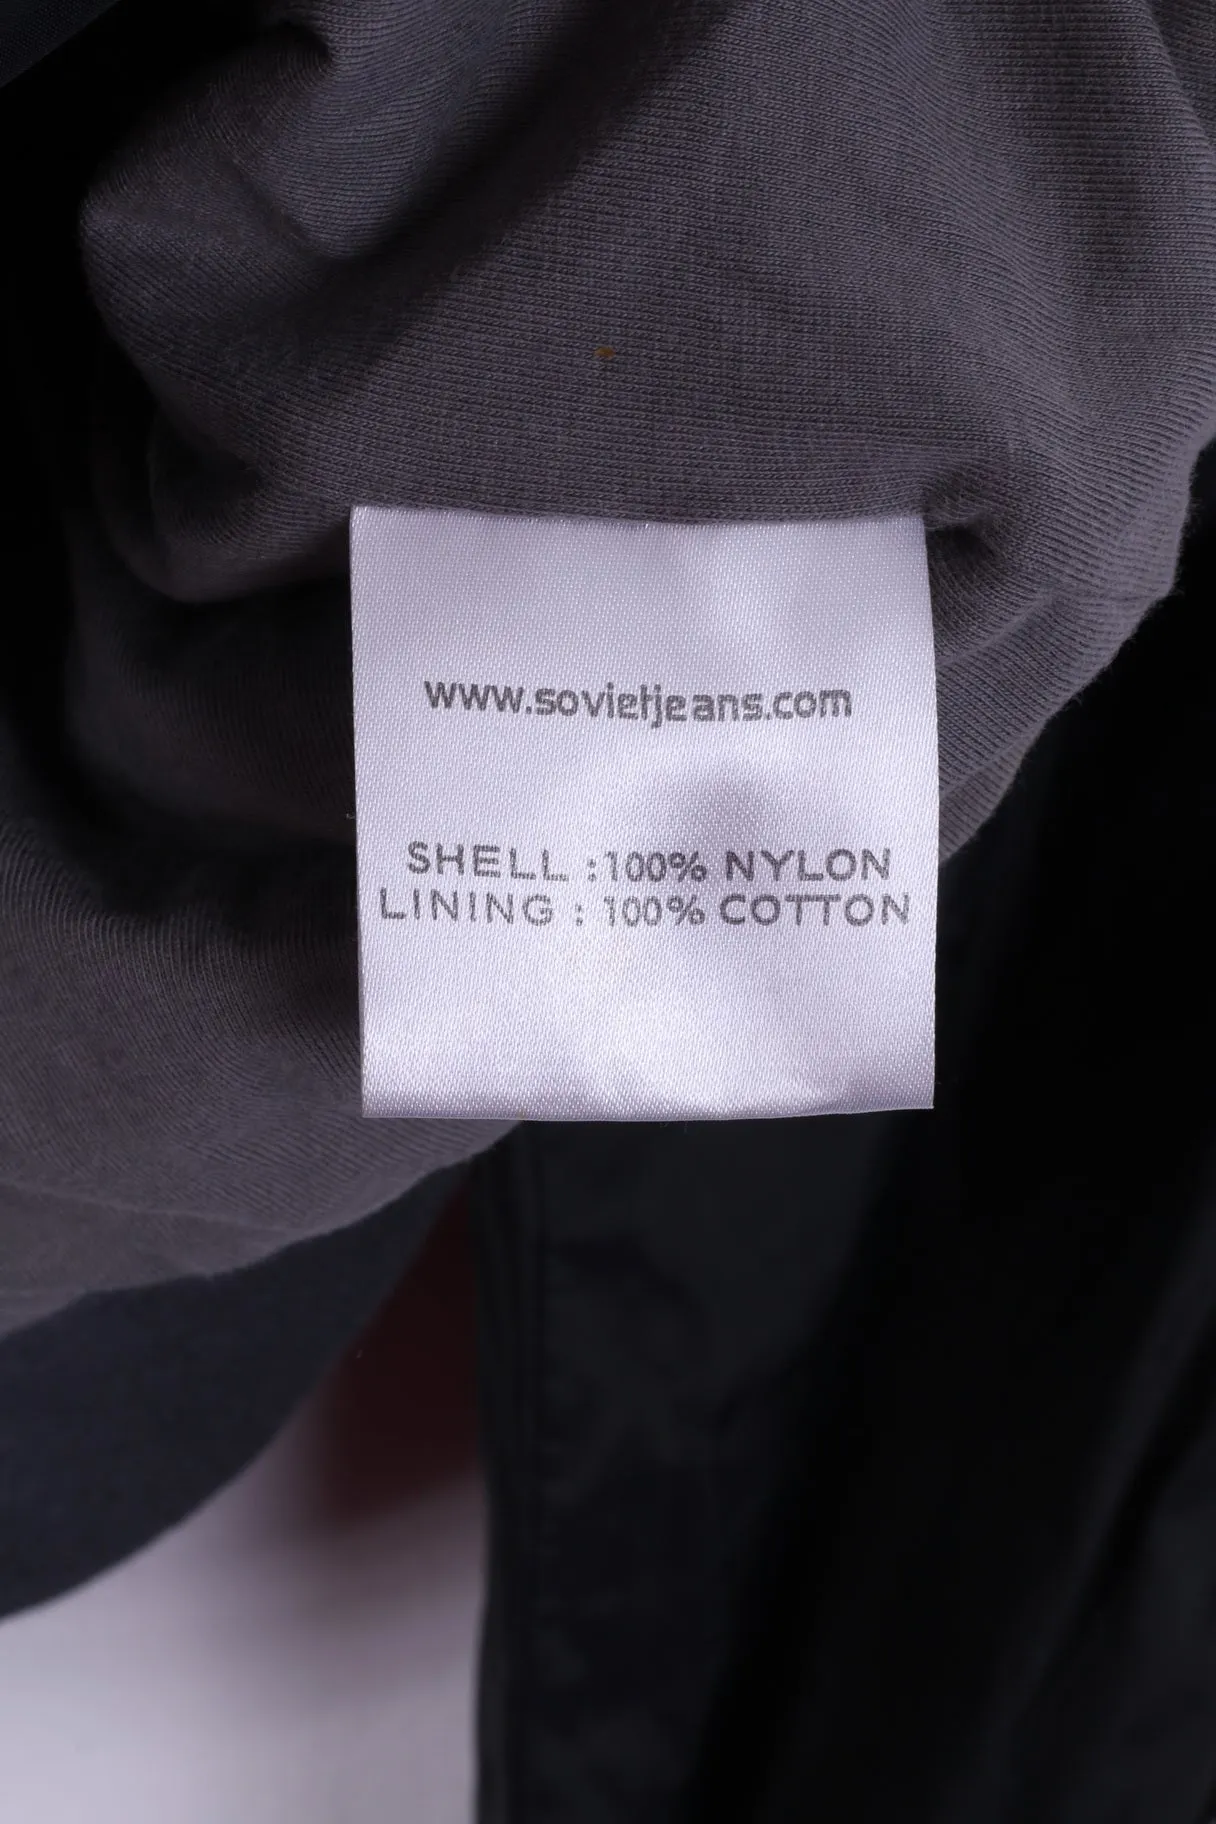 www.sovietjeans.com
SHELL :100% NYLON
LINING : 100% COTTON